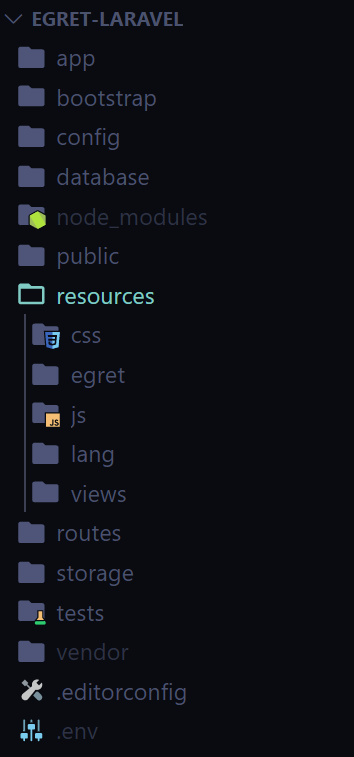 EGRET-LARAVEL
app
bootstrap
config
database
node_modules
public
resources
css
egret
JS js
lang
views
routes
storage
tests
vendor
.editorconfig
.env